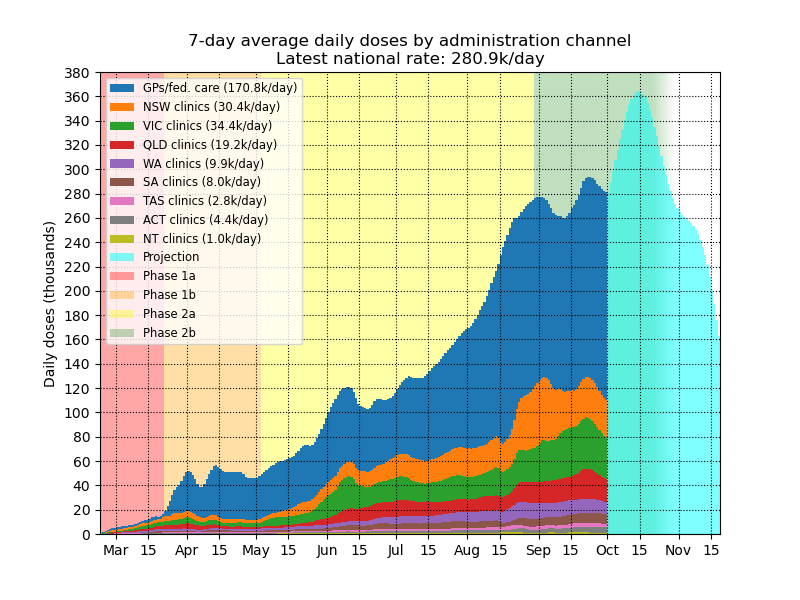 7-day average daily doses by administration channel
Latest national rate: 280.9k/day
Daily doses (thousands)
380
360
340
320
300
280
260
240
220
200
180
160
140
120
100
80
60
40
20
0
GPs/fed. care (170.8k/day)
NSW clinics (30.4k/day)
VIC clinics (34.4k/day)
QLD clinics (19.2k/day)
WA clinics (9.9k/day)
SA clinics (8.0k/day)
TAS clinics (2.8k/day)
ACT clinics (4.4k/day)
NT clinics (1.0k/day)
Projection
Phase 1a
Phase 1b
Phase 2a
Phase 2b
Mar 15 Apr 15 May 15 Jun 15 Jul 15 Aug 15 Sep 15 Oct 15 Nov 15